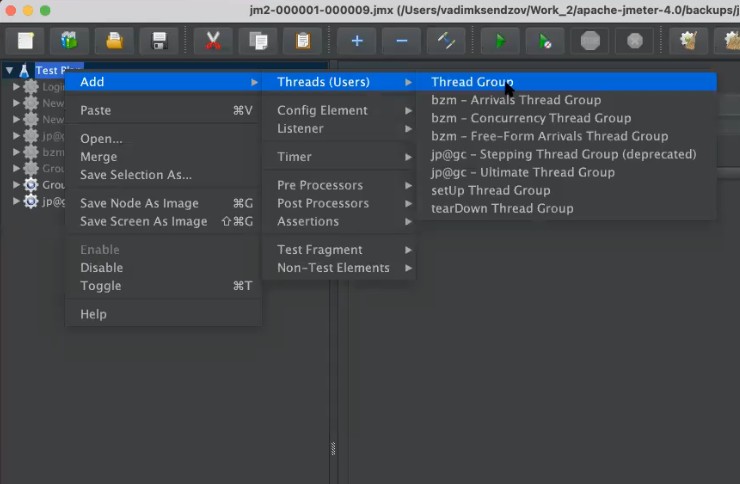 jm2-000001-000009.jmx (/Users/vadimksendzov/Work_2/apache-jmeter-4.0/backups/j
Test Plan
Add
Threads (Users)
Thread Group
Login
bzm - Arrivals Thread Group
New
Paste ⌘V
Config Element
bzm - Concurrency Thread Group
New
Listener
jp@g
Open...
bzm - Free-Form Arrivals Thread Group
bzm
Merge
Timer
jp@gc - Stepping Thread Group (deprecated)
Grou
Save Selection As...
jp@gc - Ultimate Thread Group
Grou
Pre Processors
setUp Thread Group
jp@g
Save Node As Image ⌘G
Post Processors
tearDown Thread Group
Save Screen As Image ⇧⌘G
Assertions
Enable
Test Fragment
Disable
Non-Test Elements
Toggle ⌘T
Help